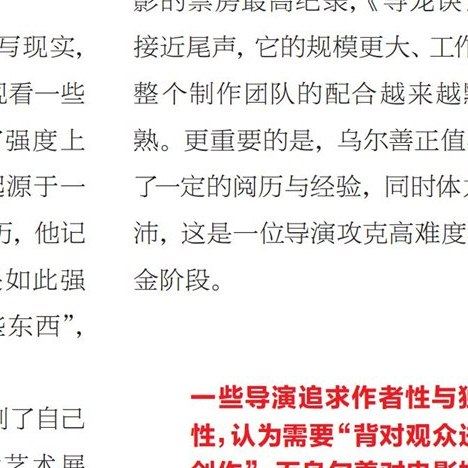 写现实，
观看一些
了强度上
起源于一
历，他记
是如此强
些东西”，
到了自己
艺术展
影的票房最高纪录，《寻龙诀
接近尾声，它的规模更大、工作
整个制作团队的配合越来越默
熟。更重要的是，乌尔善正值
了一定的阅历与经验，同时体力
沛，这是一位导演攻克高难度
金阶段。
一些导演追求作者性与独
性，认为需要“背对观众进
创作”，而乌尔善对电影